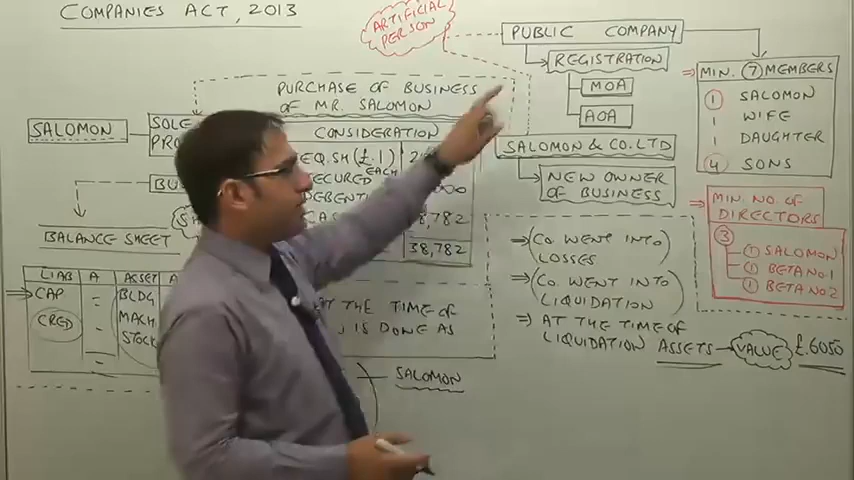 COMPANIES ACT, 2013
ARTIFICIAL
PERSON
PUBLIC COMPANY
REGISTRATION
MOA
AOA
MIN. 7 MEMBERS
1 SALOMON
1 WIFE
1 DAUGHTER
4 SONS
PURCHASE OF BUSINESS
OF MR. SALOMON
SALOMON
SOLE
CONSIDERATION
EQ. SH (£.1)
EACH
38,782
SALOMON & CO. LTD
NEW OWNER
OF BUSINESS
MIN. NO. OF
DIRECTORS
3
1 SALOMON
1 BETA NO.1
1 BETA NO.2
BALANCE SHEET
LIAB A ASSET
CAP = BLDG
CRED = MACH
STOCK
AT THE TIME OF
IS DONE AS
SALOMON
CO. WENT INTO
LOSSES
CO. WENT INTO
LIQUIDATION
AT THE TIME OF
LIQUIDATION ASSETS VALUE £.6050